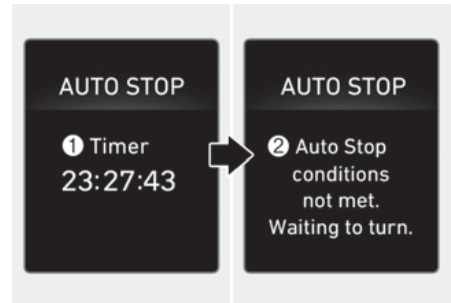 AUTO STOP
① Timer
23:27:43
AUTO STOP
② Auto Stop
conditions
not met.
Waiting to turn.